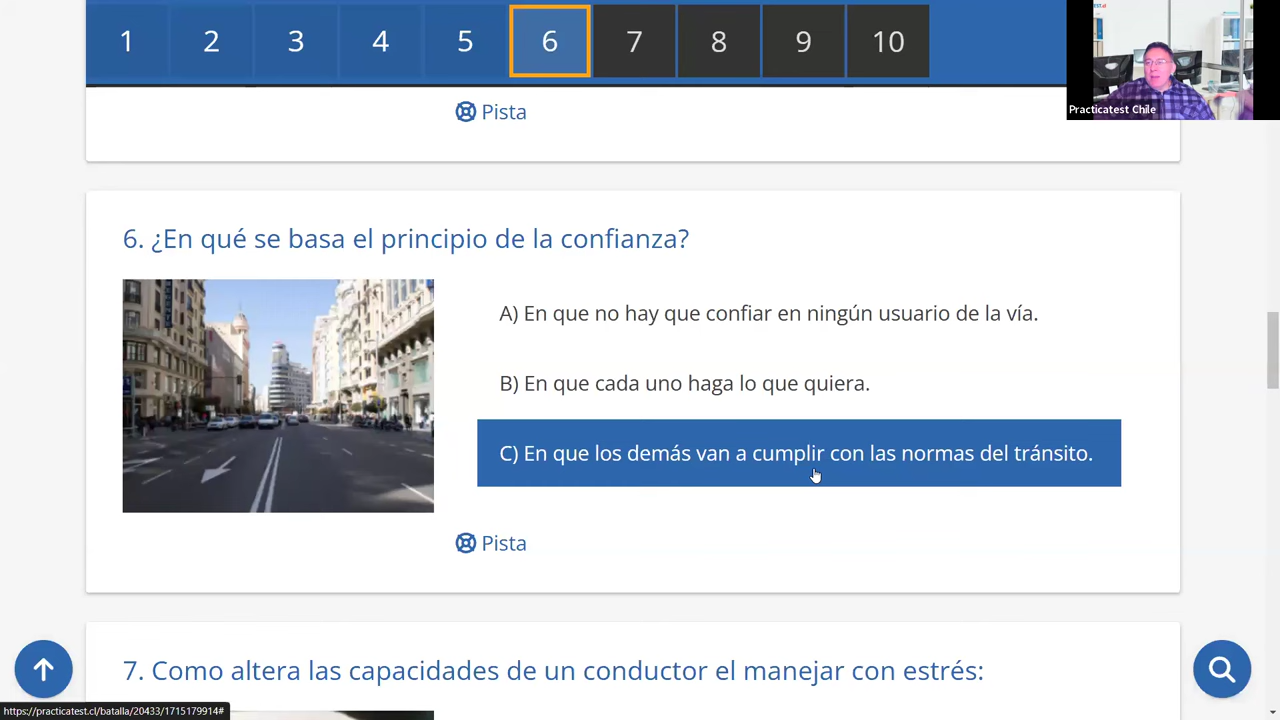 1 2 3 4 5 6 7 8 9 10
Practicatest Chile
Pista
6. ¿En qué se basa el principio de la confianza?
A) En que no hay que confiar en ningún usuario de la vía.
B) En que cada uno haga lo que quiera.
C) En que los demás van a cumplir con las normas del tránsito.
Pista
7. Como altera las capacidades de un conductor el manejar con estrés:
https://practicatest.cl/batalla/20433/1715179914#